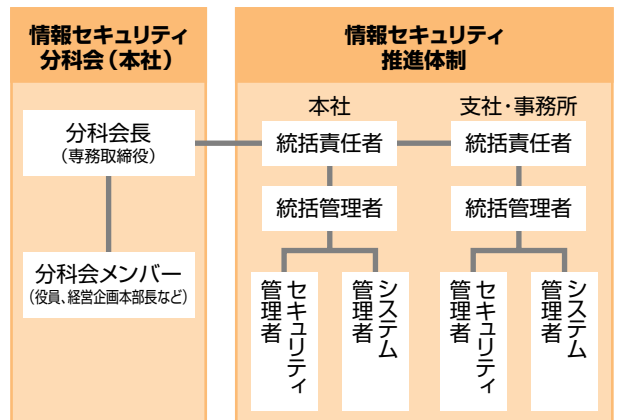 情報セキュリティ
分科会（本社）
分科会長
（専務取締役）
分科会メンバー
（役員、経営企画本部長など）
情報セキュリティ
推進体制
本社
統括責任者
統括管理者
セキュリティ
管理者
システム
管理者
支社・事務所
統括責任者
統括管理者
セキュリティ
管理者
システム
管理者